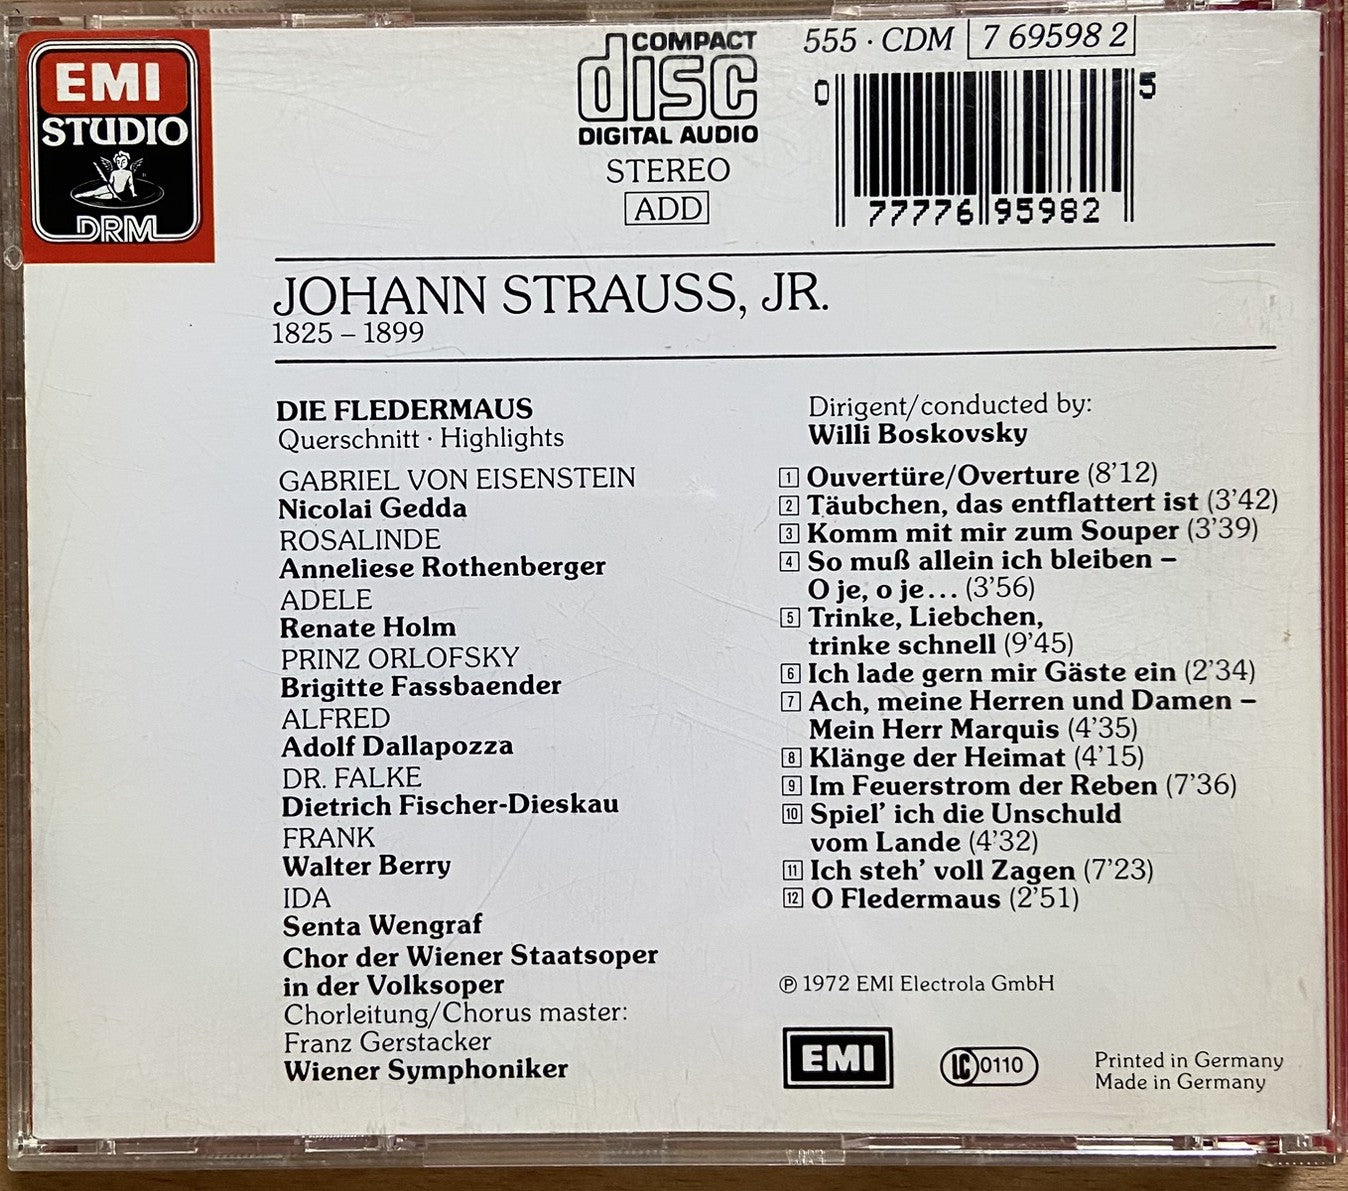 EMI
STUDIO
DRM
COMPACT
disc
DIGITAL AUDIO
STEREO
ADD
555 · CDM 7 69598 2
0 77776 95982 5
JOHANN STRAUSS, JR.
1825 – 1899
DIE FLEDERMAUS
Querschnitt · Highlights
GABRIEL VON EISENSTEIN
Nicolai Gedda
ROSALINDE
Anneliese Rothenberger
ADELE
Renate Holm
PRINZ ORLOFSKY
Brigitte Fassbaender
ALFRED
Adolf Dallapozza
DR. FALKE
Dietrich Fischer-Dieskau
FRANK
Walter Berry
IDA
Senta Wengraf
Chor der Wiener Staatsoper
in der Volksoper
Chorleitung/Chorus master:
Franz Gerstacker
Wiener Symphoniker
Dirigent/conducted by:
Willi Boskovsky
1 Ouvertüre/Overture (8'12)
2 Täubchen, das entflattert ist (3'42)
3 Komm mit mir zum Souper (3'39)
4 So muß allein ich bleiben –
O je, o je... (3'56)
5 Trinke, Liebchen,
trinke schnell (9'45)
6 Ich lade gern mir Gäste ein (2'34)
7 Ach, meine Herren und Damen –
Mein Herr Marquis (4'35)
8 Klänge der Heimat (4'15)
9 Im Feuerstrom der Reben (7'36)
10 Spiel' ich die Unschuld
vom Lande (4'32)
11 Ich steh' voll Zagen (7'23)
12 O Fledermaus (2'51)
℗ 1972 EMI Electrola GmbH
EMI
LC 0110
Printed in Germany
Made in Germany